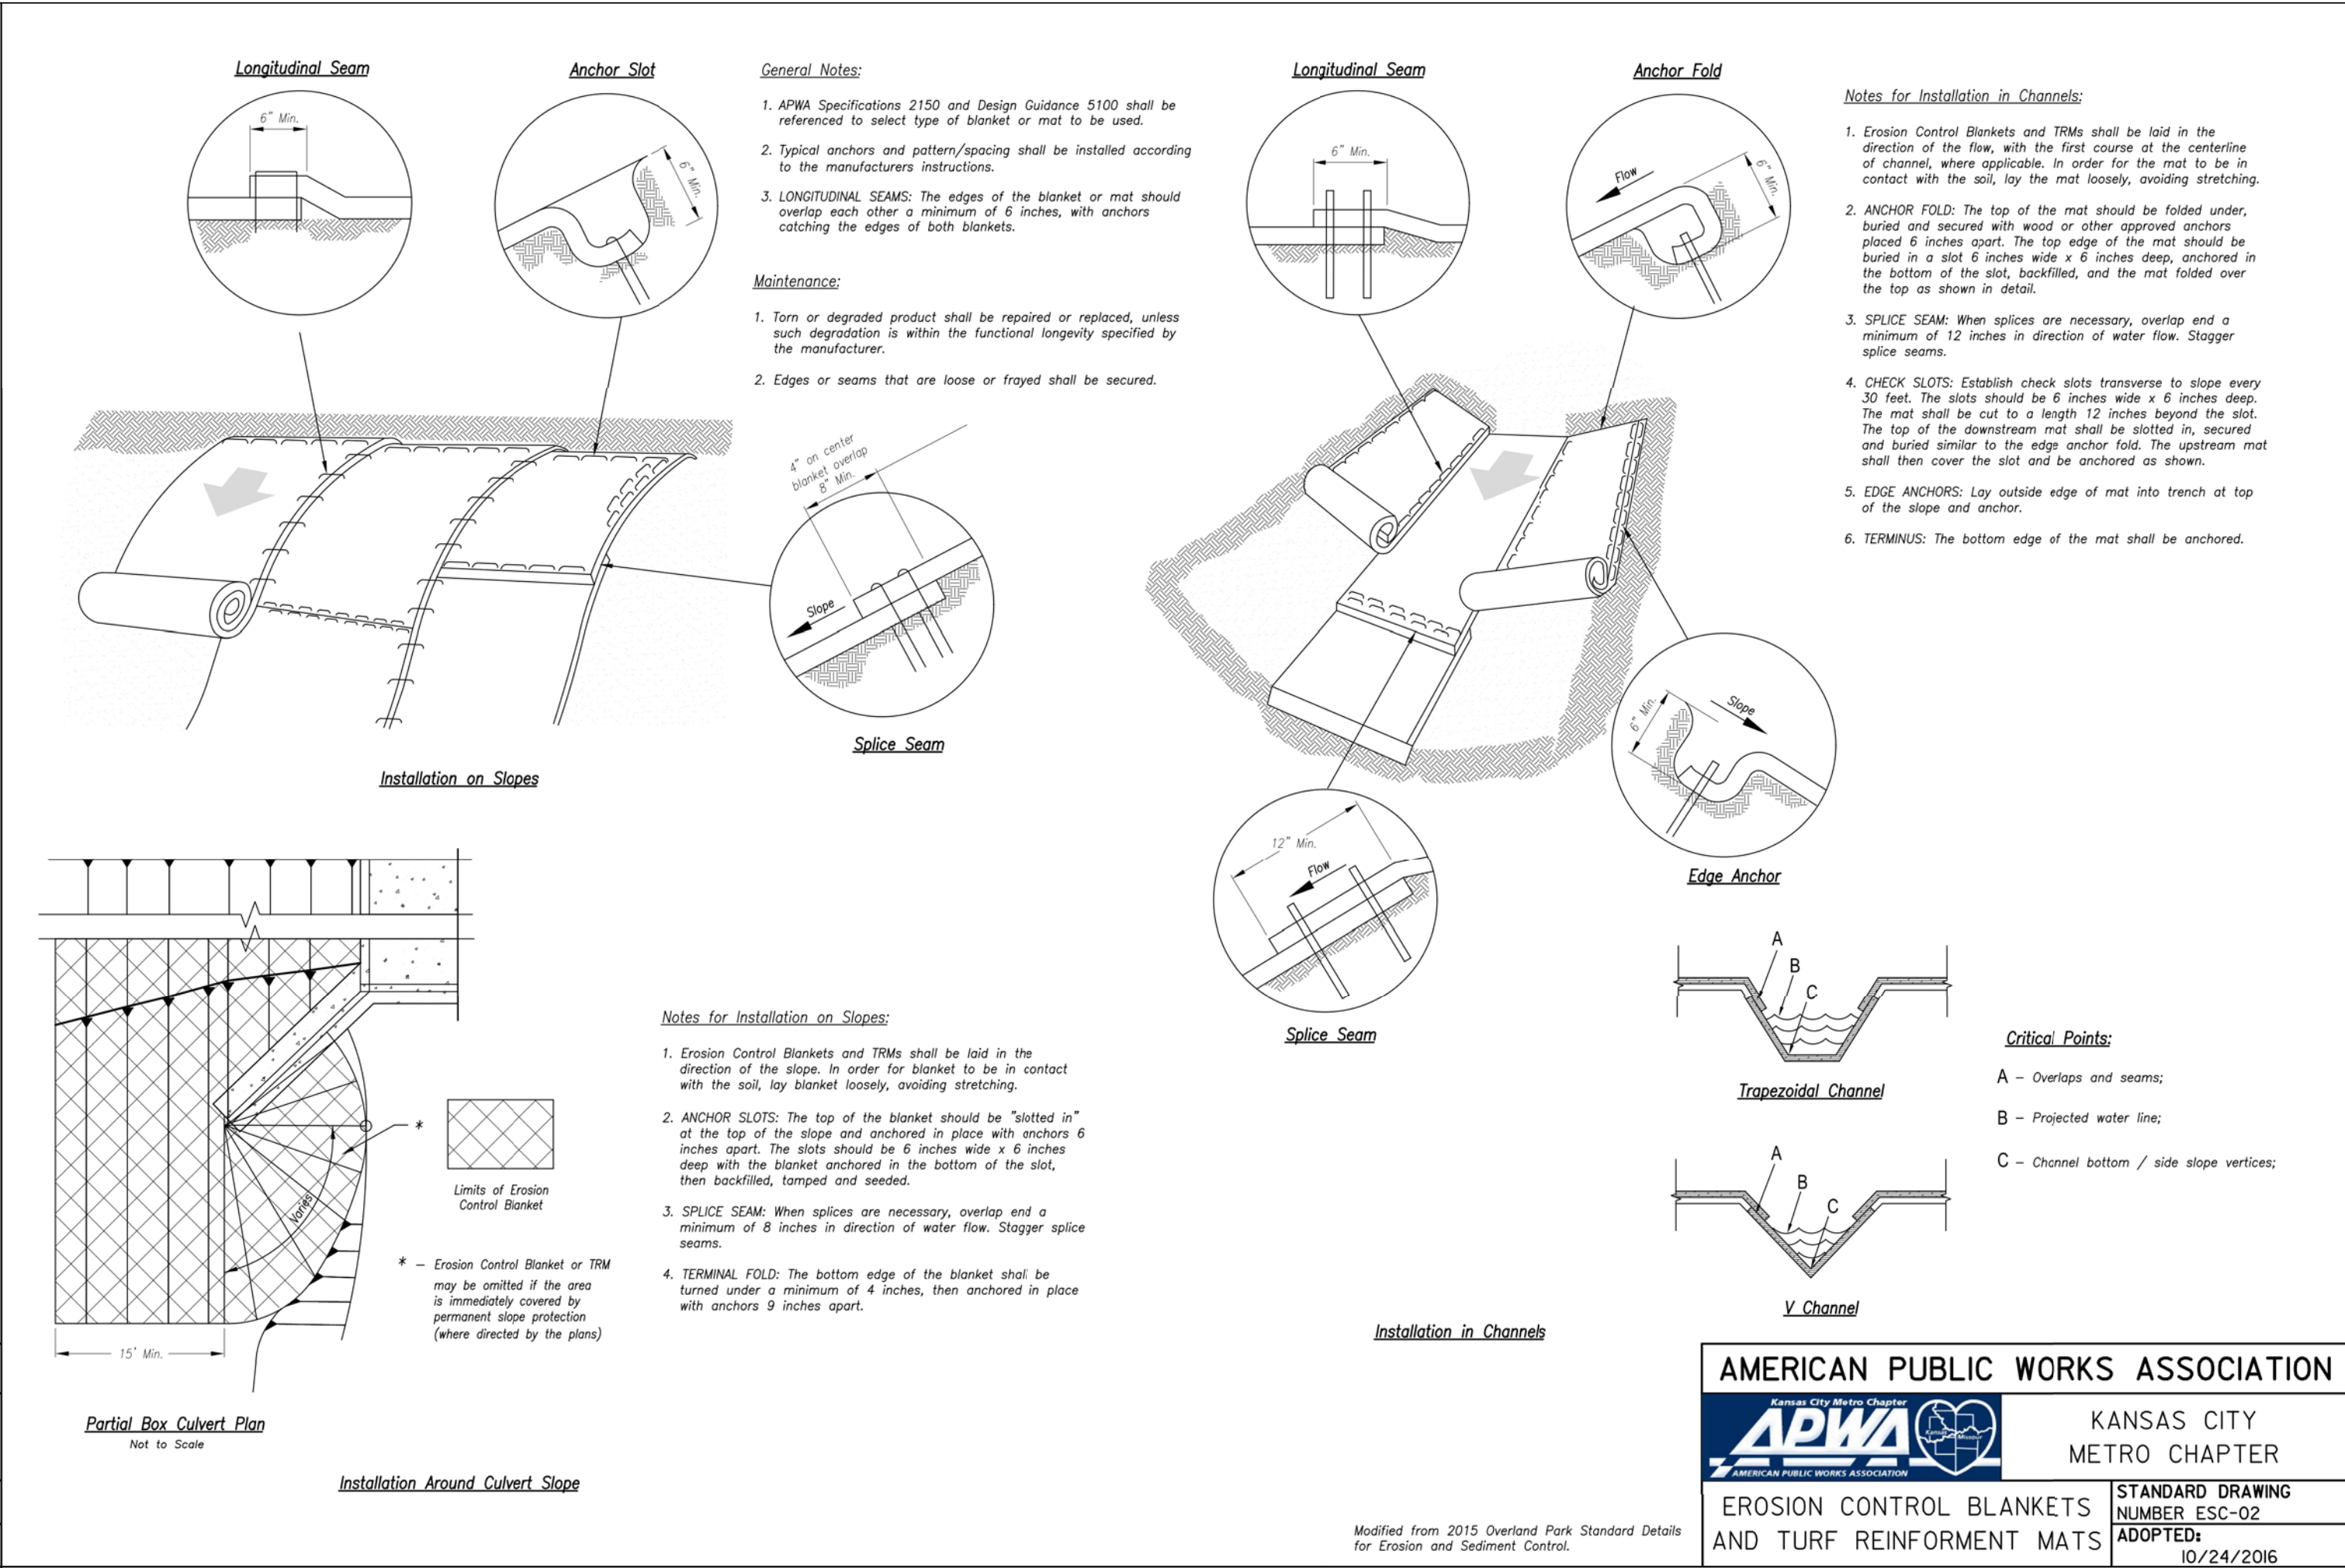 Longitudinal Seam
6" Min.
Anchor Slot
6" Min.
General Notes:
1. APWA Specifications 2150 and Design Guidance 5100 shall be
referenced to select type of blanket or mat to be used.
2. Typical anchors and pattern/spacing shall be installed according
to the manufacturers instructions.
3. LONGITUDINAL SEAMS: The edges of the blanket or mat should
overlap each other a minimum of 6 inches, with anchors
catching the edges of both blankets.
Maintenance:
1. Torn or degraded product shall be repaired or replaced, unless
such degradation is within the functional longevity specified by
the manufacturer.
2. Edges or seams that are loose or frayed shall be secured.
4" on center
blanket overlap
8" Min.
Slope
Splice Seam
Installation on Slopes
Longitudinal Seam
6" Min.
Anchor Fold
Flow
6" Min.
Notes for Installation in Channels:
1. Erosion Control Blankets and TRMs shall be laid in the
direction of the flow, with the first course at the centerline
of channel, where applicable. In order for the mat to be in
contact with the soil, lay the mat loosely, avoiding stretching.
2. ANCHOR FOLD: The top of the mat should be folded under,
buried and secured with wood or other approved anchors
placed 6 inches apart. The top edge of the mat should be
buried in a slot 6 inches wide x 6 inches deep, anchored in
the bottom of the slot, backfilled, and the mat folded over
the top as shown in detail.
3. SPLICE SEAM: When splices are necessary, overlap end a
minimum of 12 inches in direction of water flow. Stagger
splice seams.
4. CHECK SLOTS: Establish check slots transverse to slope every
30 feet. The slots should be 6 inches wide x 6 inches deep.
The mat shall be cut to a length 12 inches beyond the slot.
The top of the downstream mat shall be slotted in, secured
and buried similar to the edge anchor fold. The upstream mat
shall then cover the slot and be anchored as shown.
5. EDGE ANCHORS: Lay outside edge of mat into trench at top
of the slope and anchor.
6. TERMINUS: The bottom edge of the mat shall be anchored.
6" Min.
Slope
Edge Anchor
12" Min.
Flow
Splice Seam
Varies
*
Limits of Erosion
Control Blanket
* – Erosion Control Blanket or TRM
may be omitted if the area
is immediately covered by
permanent slope protection
(where directed by the plans)
15' Min.
Partial Box Culvert Plan
Not to Scale
Installation Around Culvert Slope
Notes for Installation on Slopes:
1. Erosion Control Blankets and TRMs shall be laid in the
direction of the slope. In order for blanket to be in contact
with the soil, lay blanket loosely, avoiding stretching.
2. ANCHOR SLOTS: The top of the blanket should be "slotted in"
at the top of the slope and anchored in place with anchors 6
inches apart. The slots should be 6 inches wide x 6 inches
deep with the blanket anchored in the bottom of the slot,
then backfilled, tamped and seeded.
3. SPLICE SEAM: When splices are necessary, overlap end a
minimum of 8 inches in direction of water flow. Stagger splice
seams.
4. TERMINAL FOLD: The bottom edge of the blanket shall be
turned under a minimum of 4 inches, then anchored in place
with anchors 9 inches apart.
A
B
C
Trapezoidal Channel
A
B
C
V Channel
Critical Points:
A – Overlaps and seams;
B – Projected water line;
C – Channel bottom / side slope vertices;
Installation in Channels
Modified from 2015 Overland Park Standard Details
for Erosion and Sediment Control.
AMERICAN PUBLIC WORKS ASSOCIATION
Kansas City Metro Chapter
APWA
Kansas Missouri
AMERICAN PUBLIC WORKS ASSOCIATION
KANSAS CITY
METRO CHAPTER
EROSION CONTROL BLANKETS
AND TURF REINFORMENT MATS
STANDARD DRAWING
NUMBER ESC-02
ADOPTED:
10/24/2016